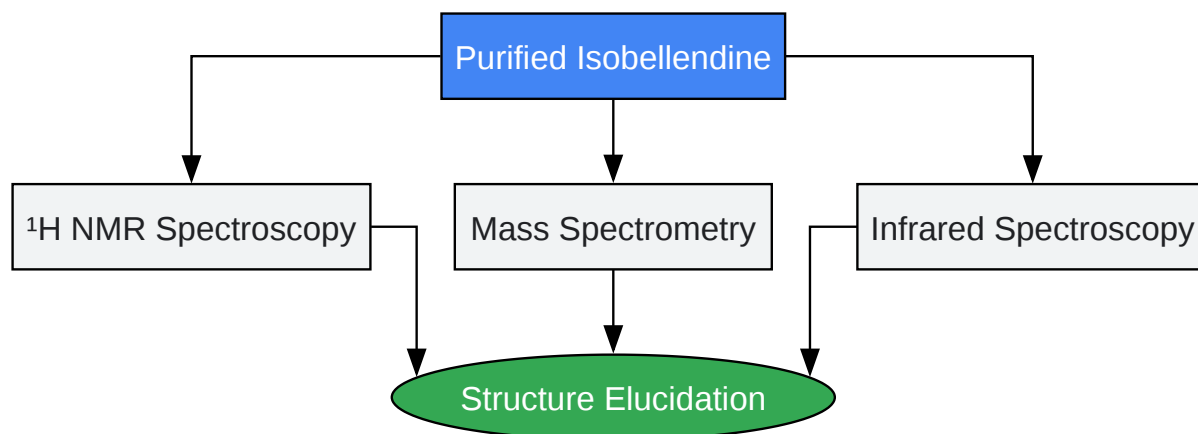 Purified Isobellendine
¹H NMR Spectroscopy
Mass Spectrometry
Infrared Spectroscopy
Structure Elucidation